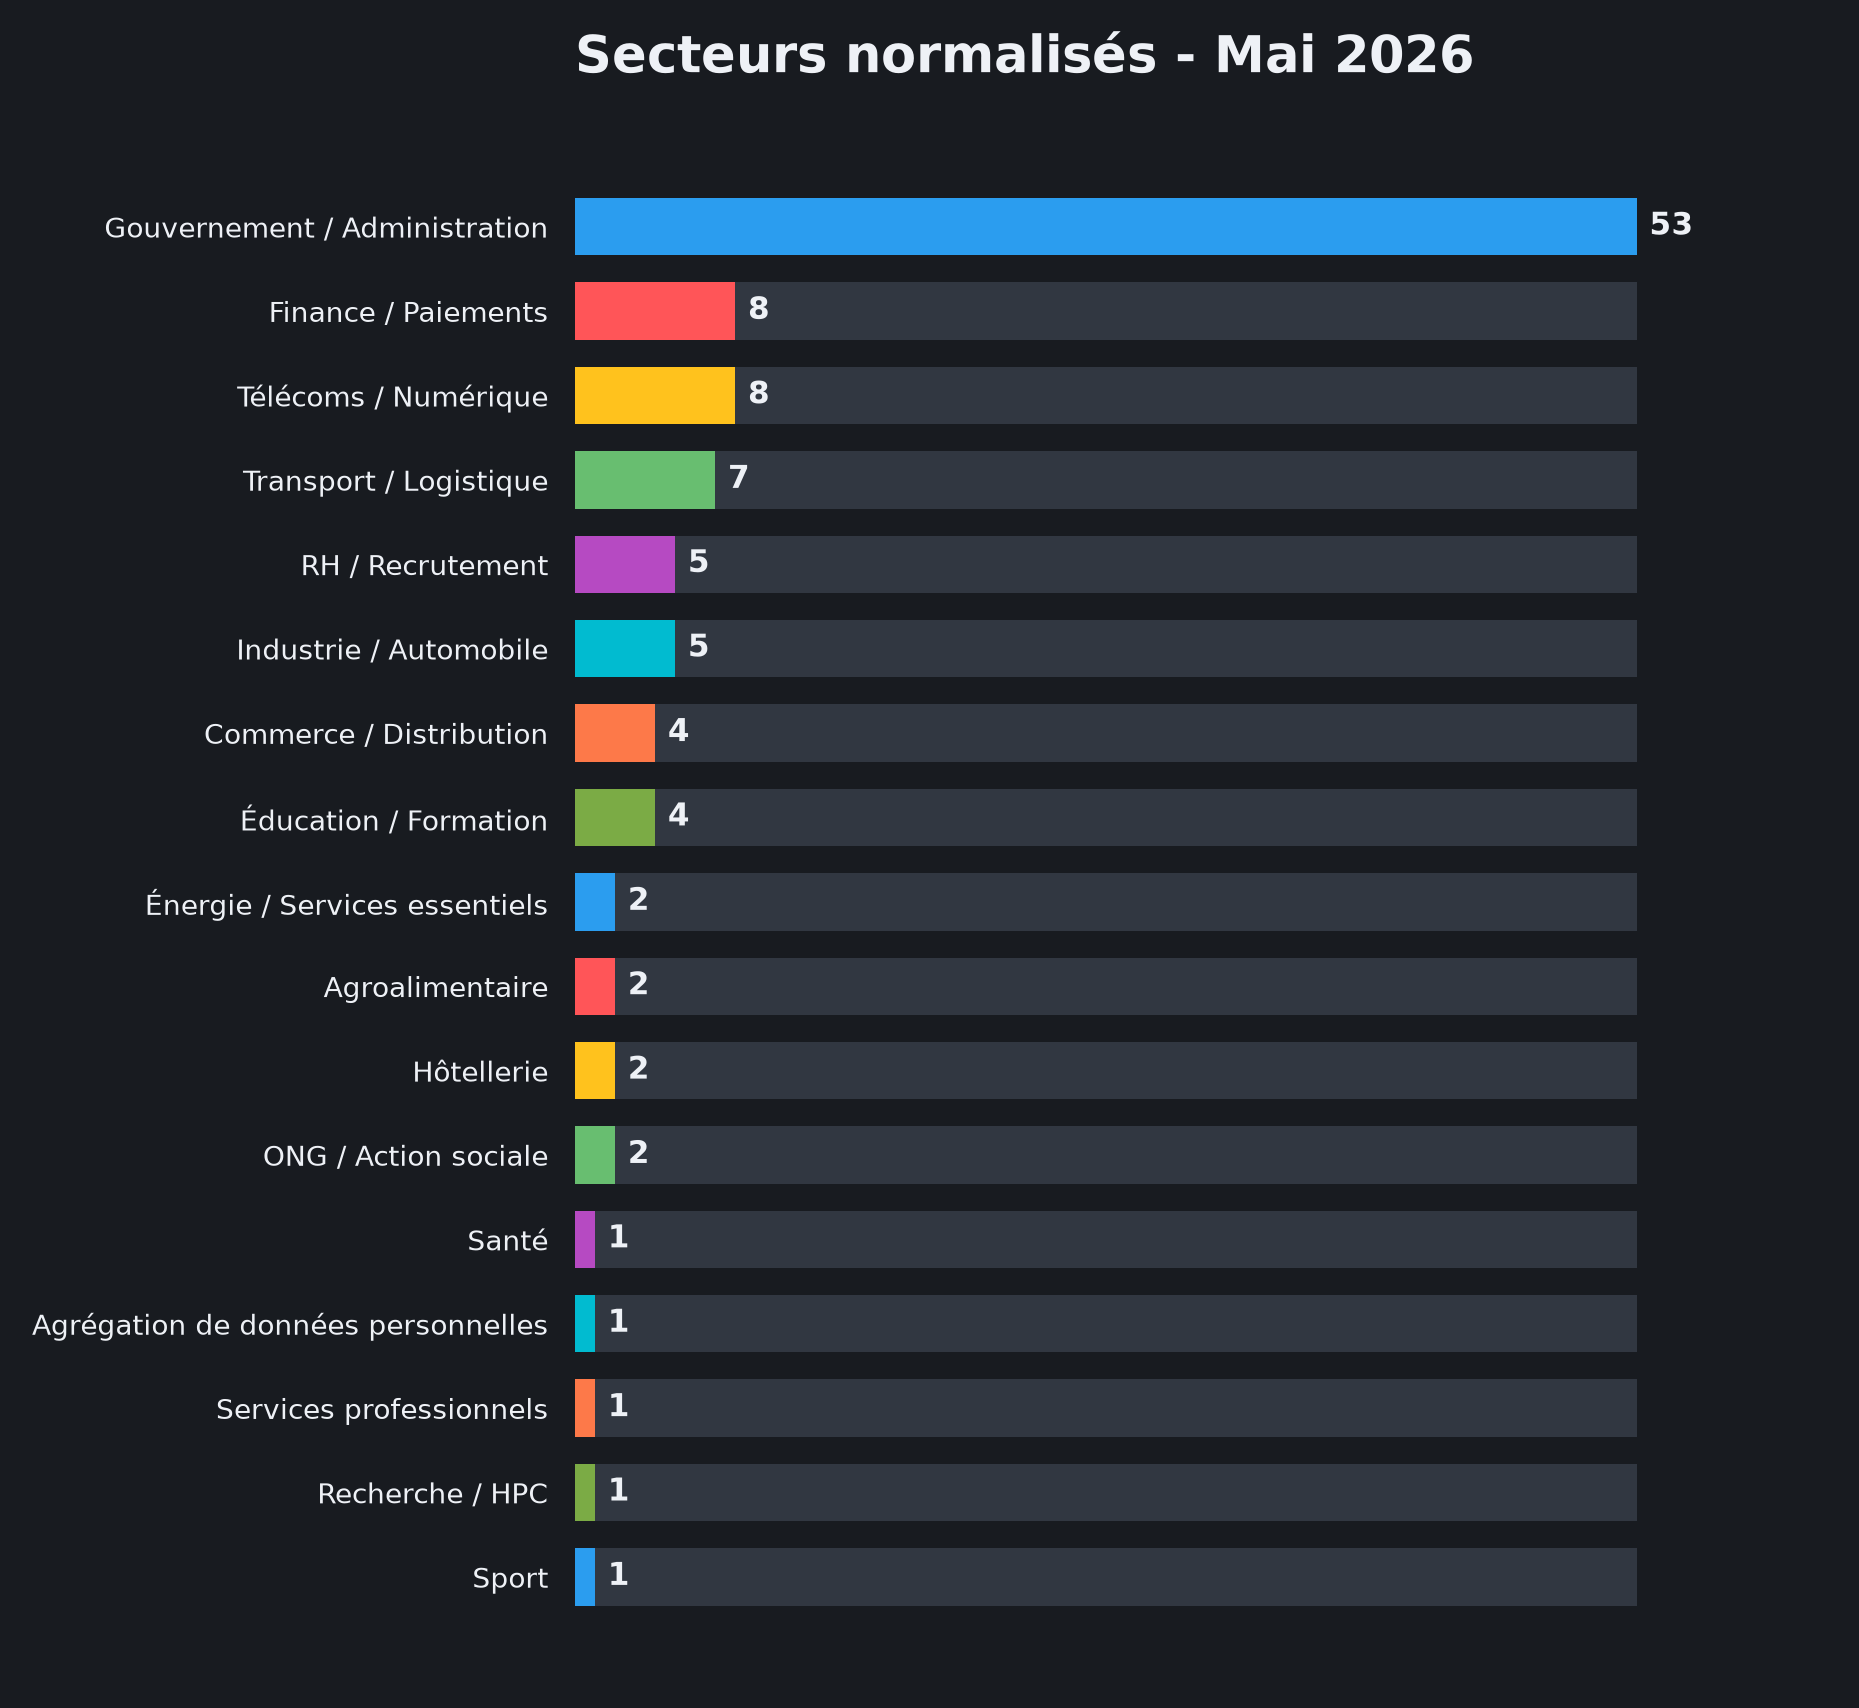 Secteurs normalisés - Mai 2026
Gouvernement / Administration 53
Finance / Paiements 8
Télécoms / Numérique 8
Transport / Logistique 7
RH / Recrutement 5
Industrie / Automobile 5
Commerce / Distribution 4
Éducation / Formation 4
Énergie / Services essentiels 2
Agroalimentaire 2
Hôtellerie 2
ONG / Action sociale 2
Santé 1
Agrégation de données personnelles 1
Services professionnels 1
Recherche / HPC 1
Sport 1